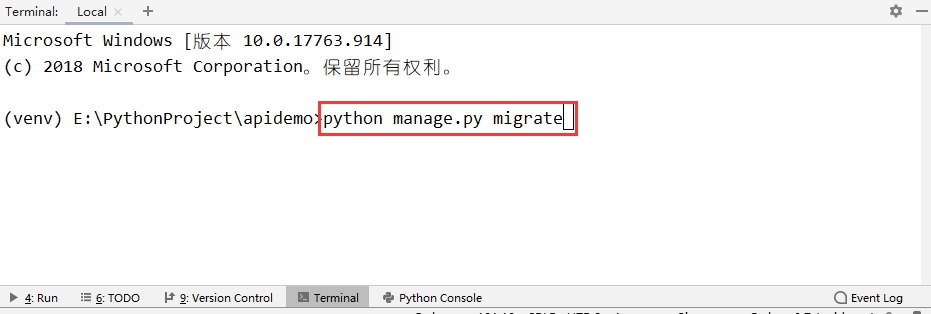 Terminal: Local × +
Microsoft Windows [版本 10.0.17763.914]
(c) 2018 Microsoft Corporation。保留所有权利。
(venv) E:\PythonProject\apidemo>python manage.py migrate
4: Run 6: TODO 9: Version Control Terminal Python Console Event Log